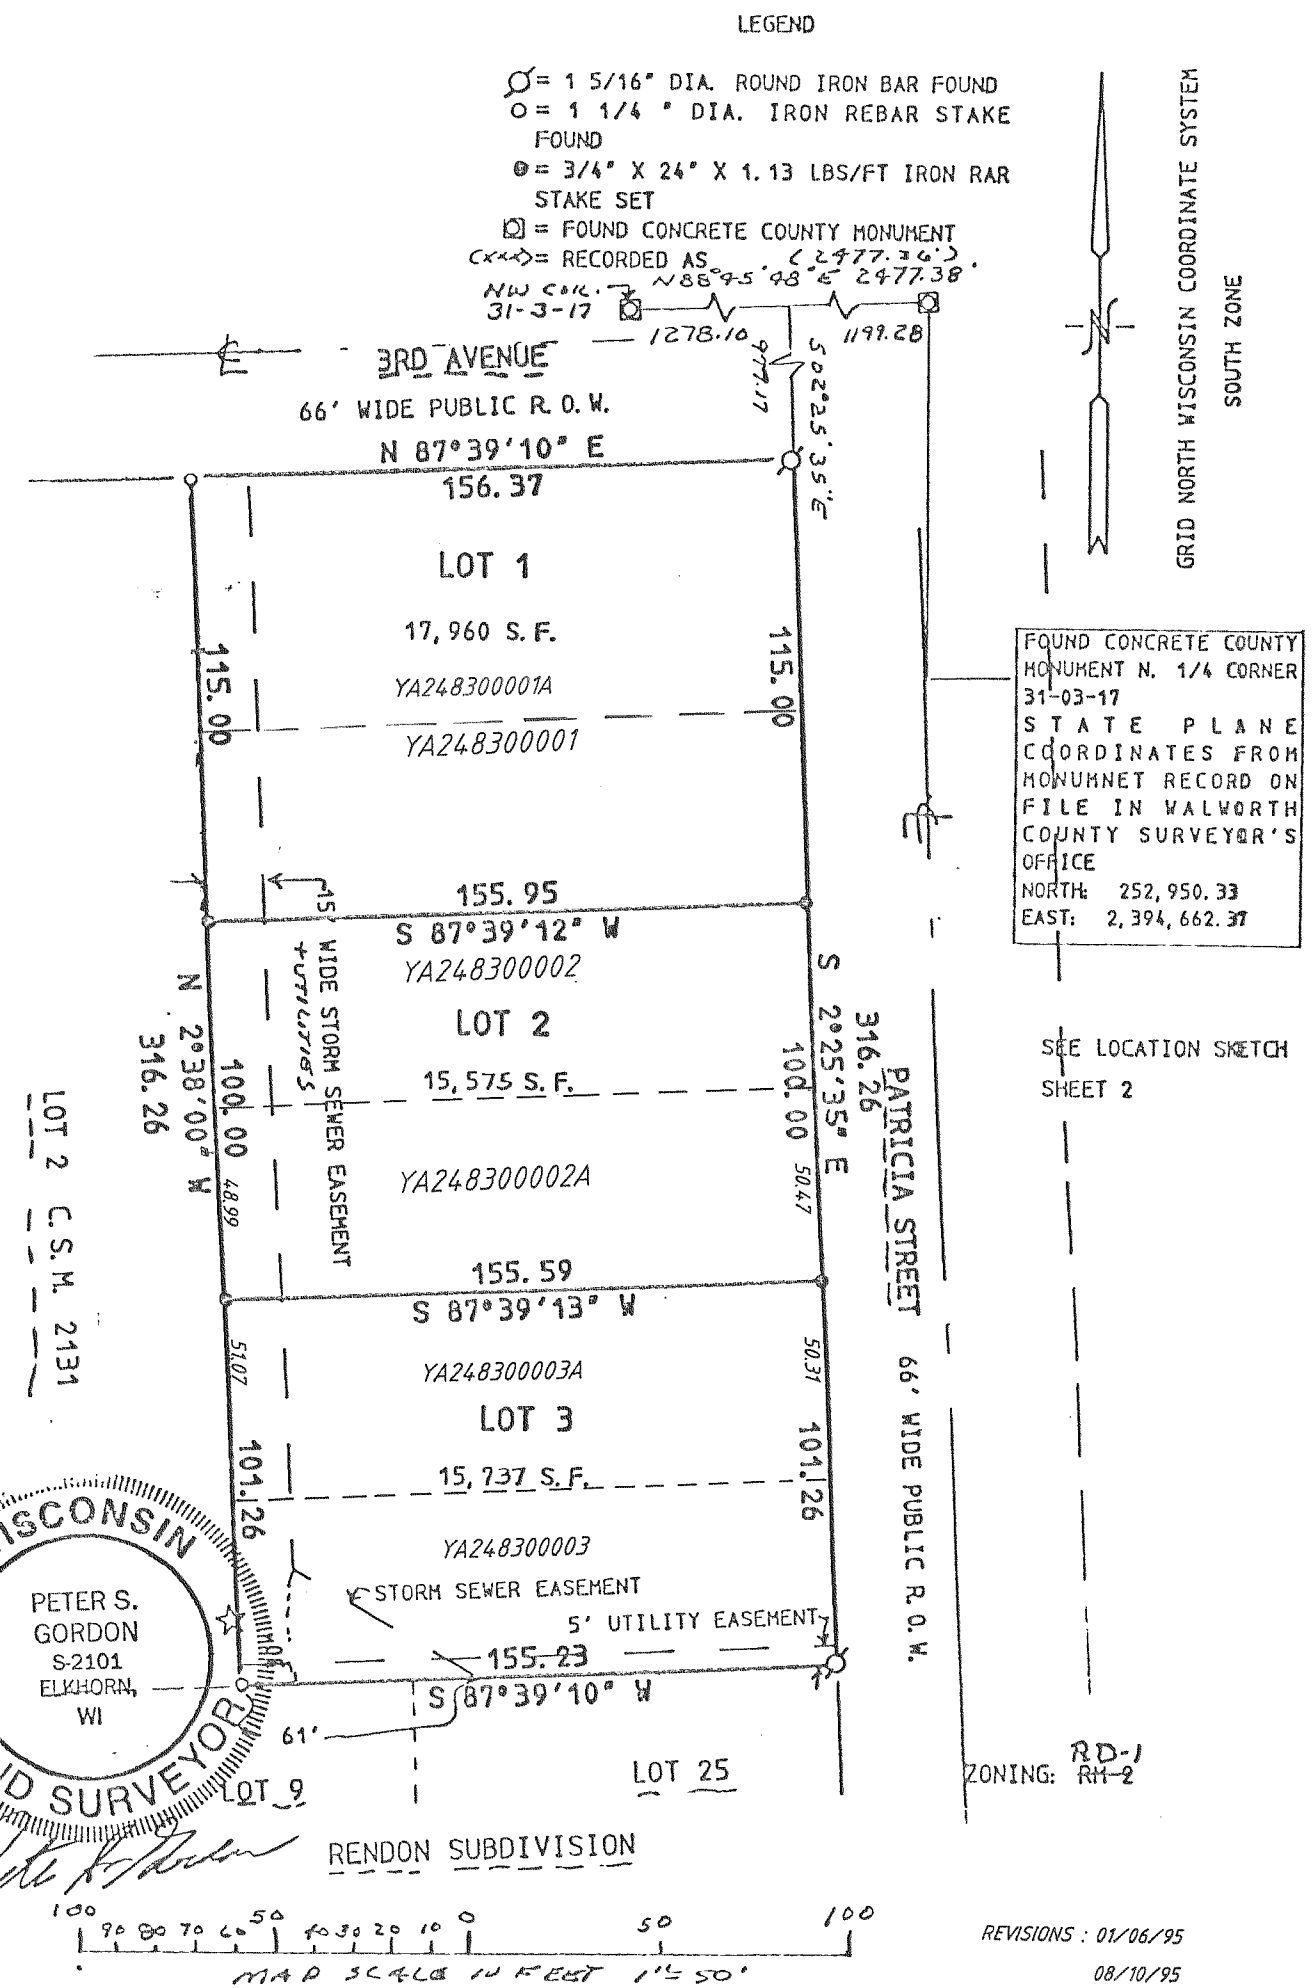 LEGEND
= 1 5/16" DIA. ROUND IRON BAR FOUND
= 1 1/4 " DIA. IRON REBAR STAKE
FOUND
= 3/4" X 24" X 1.13 LBS/FT IRON RAR
STAKE SET
= FOUND CONCRETE COUNTY MONUMENT
(xxx)= RECORDED AS (2477.36')
NW COR. N88°45'48"E 2477.38'
31-3-17
1278.10 1199.28
977.17
S02°25'35"E
3RD AVENUE
66' WIDE PUBLIC R.O.W.
N 87°39'10" E
156.37
LOT 1
17,960 S.F.
YA248300001A
YA248300001
115.00
115.00
155.95
S 87°39'12" W
YA248300002
LOT 2
15,575 S.F.
YA248300002A
15' WIDE STORM SEWER EASEMENT
+UTILITIES
N 2°38'00" W
316.26
100.00
48.99
S 2°25'35" E
316.26
100.00
50.47
155.59
S 87°39'13" W
YA248300003A
LOT 3
15,737 S.F.
YA248300003
51.07
101.26
50.31
101.26
STORM SEWER EASEMENT
5' UTILITY EASEMENT
155.23
S 87°39'10" W
61'
LOT 9
LOT 25
RENDON SUBDIVISION
LOT 2 C.S.M. 2131
PATRICIA STREET 66' WIDE PUBLIC R.O.W.
N
GRID NORTH WISCONSIN COORDINATE SYSTEM
SOUTH ZONE
FOUND CONCRETE COUNTY
MONUMENT N. 1/4 CORNER
31-03-17
STATE PLANE
COORDINATES FROM
MONUMNET RECORD ON
FILE IN WALWORTH
COUNTY SURVEYOR'S
OFFICE
NORTH: 252,950.33
EAST: 2,394,662.37
SEE LOCATION SKETCH
SHEET 2
ISCONSIN
PETER S.
GORDON
S-2101
ELKHORN,
WI
ND SURVEYOR
RD-1
ZONING: RM-2
100 90 80 70 60 50 40 30 20 10 0 50 100
MAP SCALE IN FEET 1"=50'
REVISIONS : 01/06/95
08/10/95